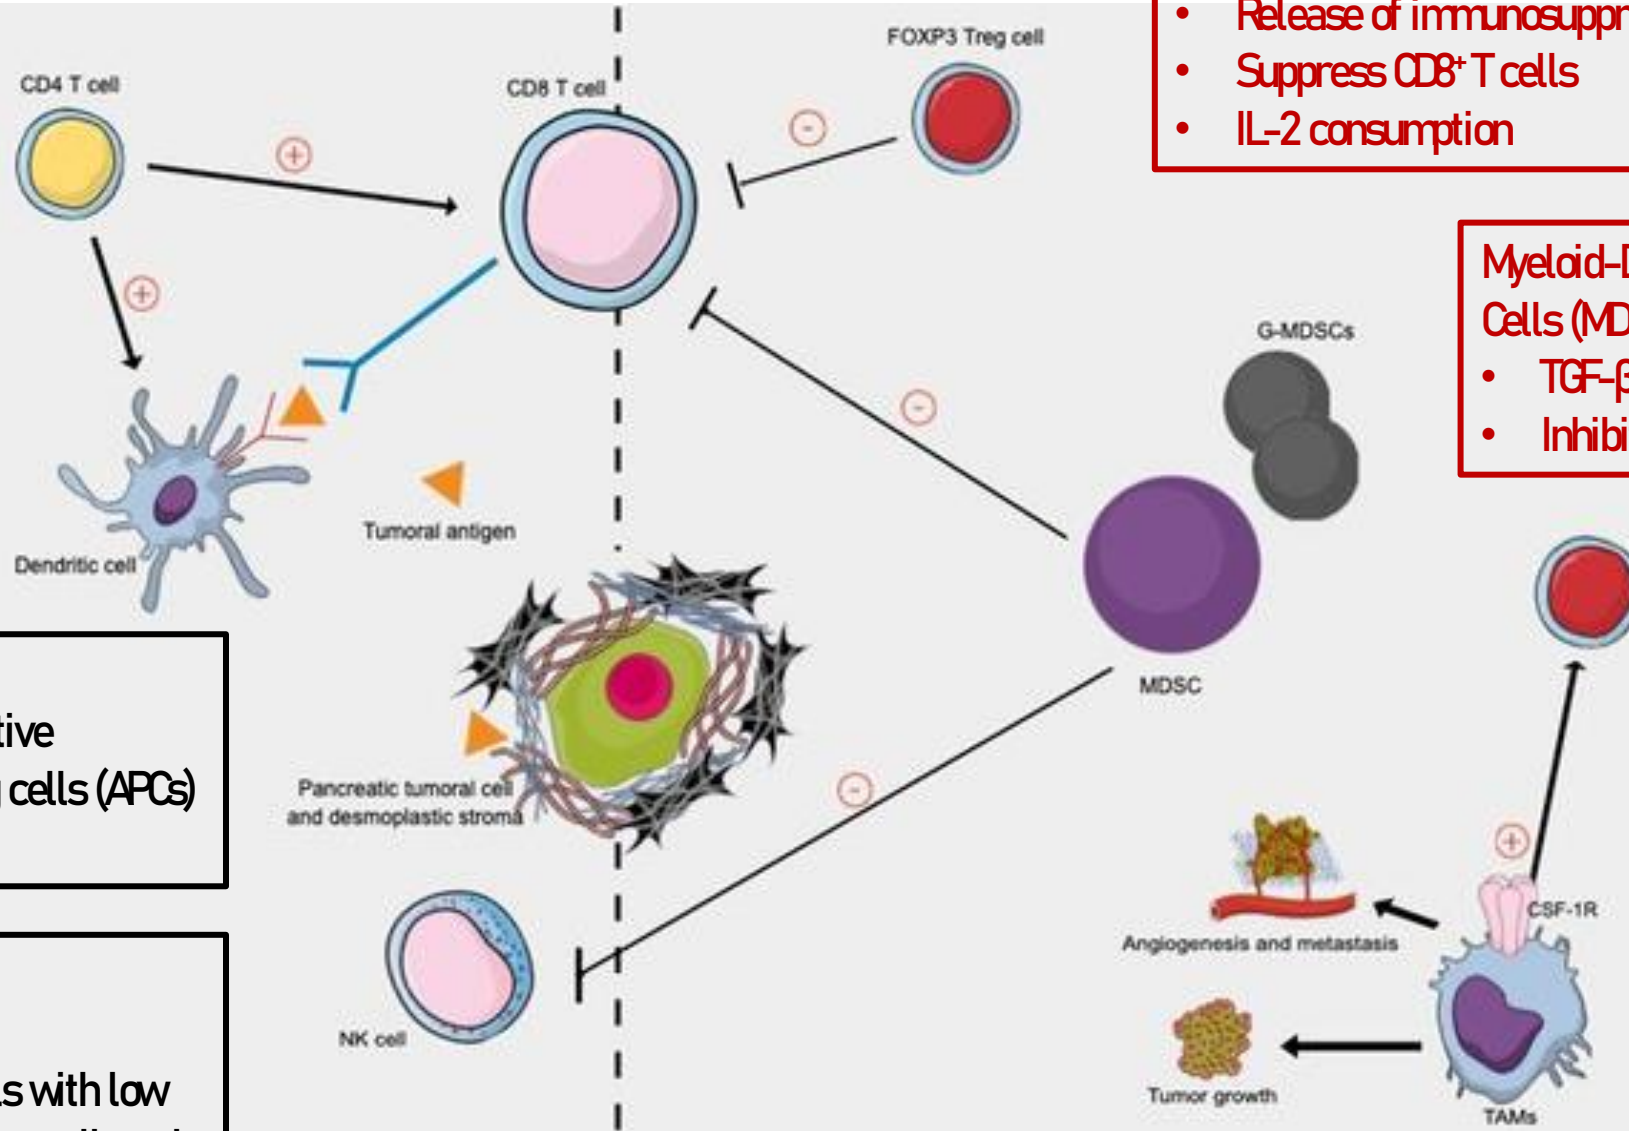 • Release of
• Suppress CD8⁺ T cells
• IL-2 consumption
FOXP3 Treg cell
CD4 T cell
CD8 T cell
+
-
+
Myeloid-D
Cells (MD
• TGF-β
• Inhibi
G-MDSCs
-
Tumoral antigen
Dendritic cell
MDSC
tive
cells (APCs)
Pancreatic tumoral cell
and desmoplastic stroma
-
+
CSF-1R
Angiogenesis and metastasis
NK cell
ls with low
Tumor growth
TAMs